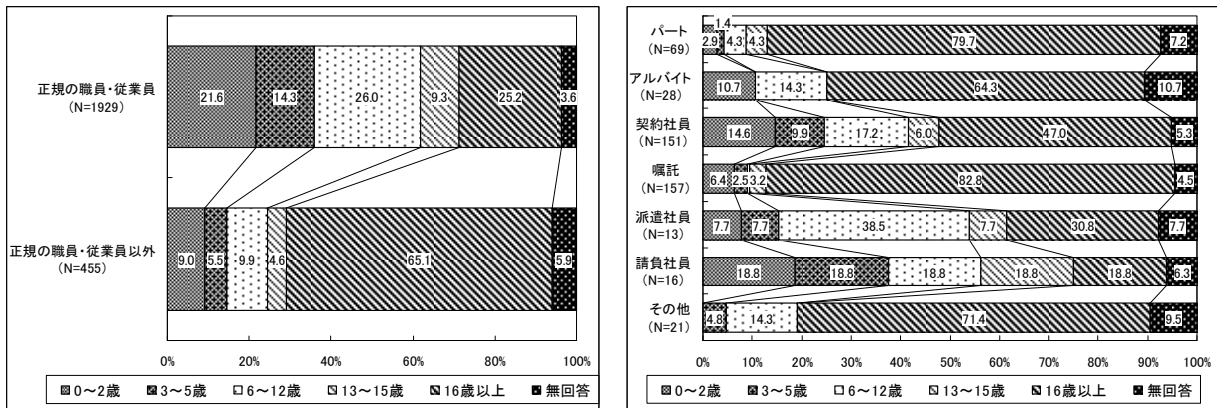 正規の職員・従業員
(N=1929)
21.6 14.3 26.0 9.3 25.2 3.6
正規の職員・従業員以外
(N=455)
9.0 5.5 9.9 4.6 65.1 5.9
0% 20% 40% 60% 80% 100%
0～2歳 3～5歳 6～12歳 13～15歳 16歳以上 無回答
パート
(N=69)
1.4
2.9 4.3 4.3 79.7 7.2
アルバイト
(N=28)
10.7 14.3 64.3 10.7
契約社員
(N=151)
14.6 9.9 17.2 6.0 47.0 5.3
嘱託
(N=157)
6.4 2.5 3.2 82.8 4.5
派遣社員
(N=13)
7.7 7.7 38.5 7.7 30.8 7.7
請負社員
(N=16)
18.8 18.8 18.8 18.8 18.8 6.3
その他
(N=21)
4.8 14.3 71.4 9.5
0% 10% 20% 30% 40% 50% 60% 70% 80% 90% 100%
0～2歳 3～5歳 6～12歳 13～15歳 16歳以上 無回答